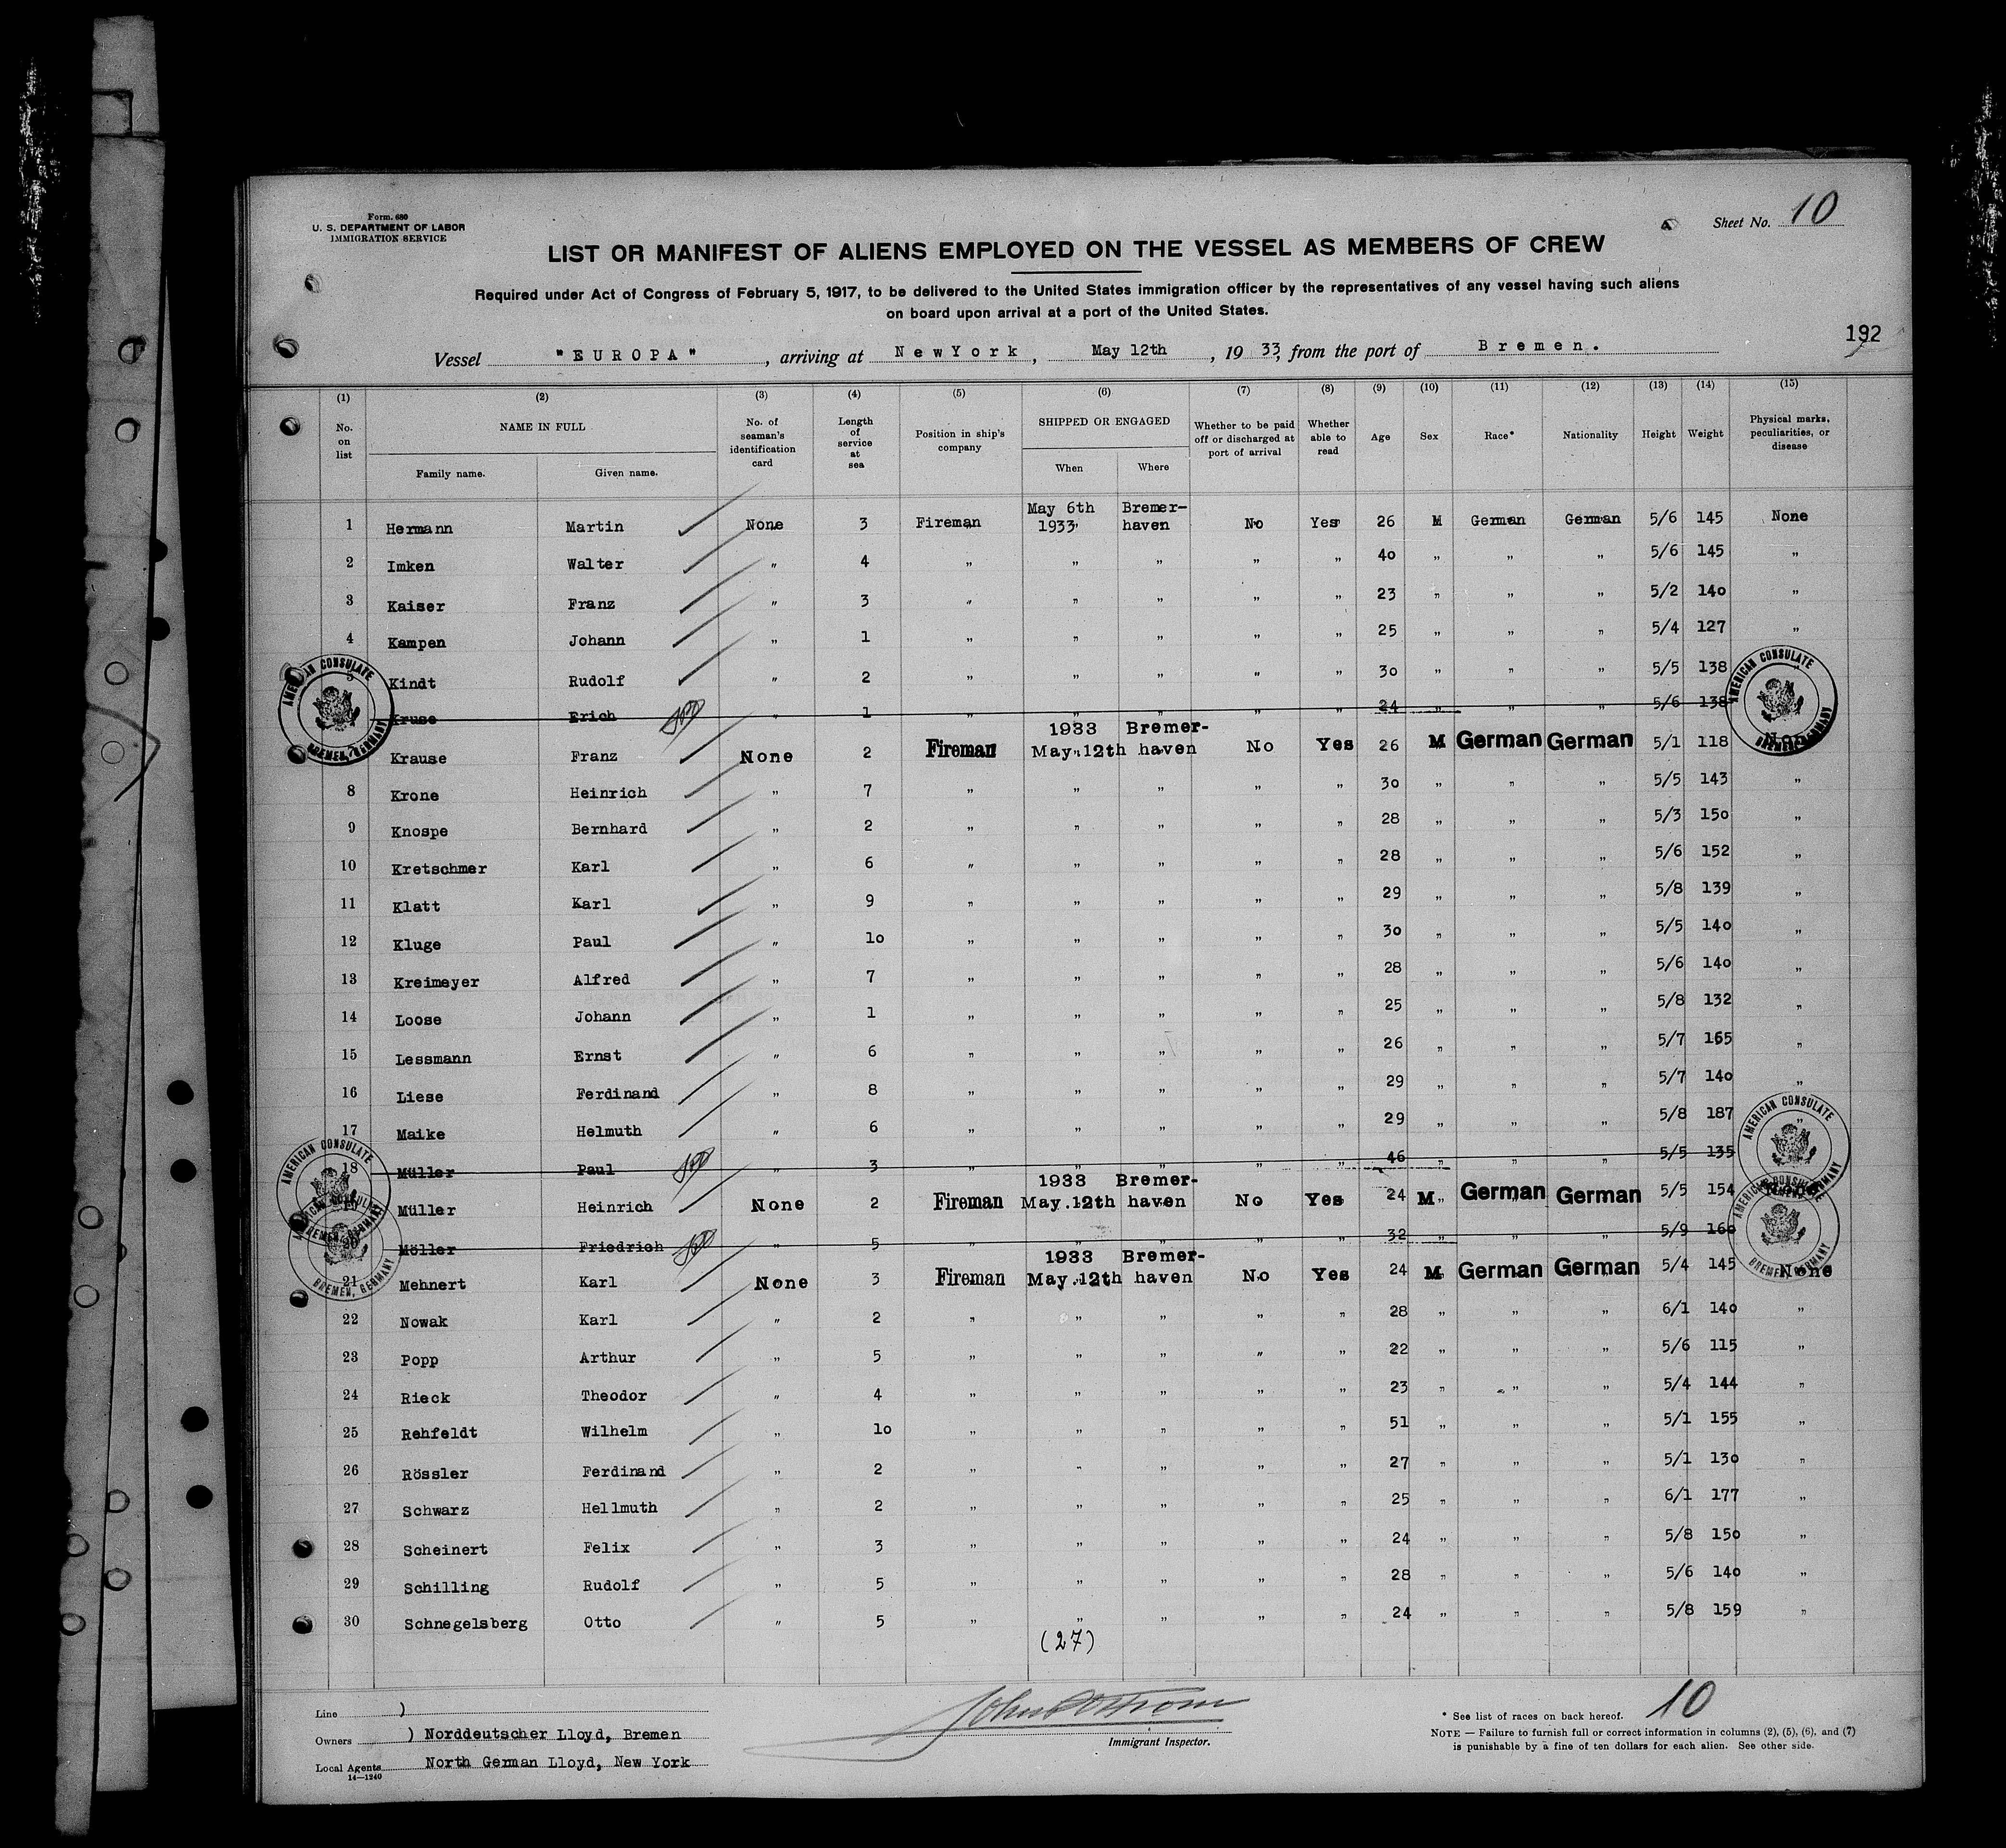 Form. 680
U. S. DEPARTMENT OF LABOR
IMMIGRATION SERVICE
Sheet No. 10
LIST OR MANIFEST OF ALIENS EMPLOYED ON THE VESSEL AS MEMBERS OF CREW
Required under Act of Congress of February 5, 1917, to be delivered to the United States immigration officer by the representatives of any vessel having such aliens
on board upon arrival at a port of the United States.
192
Vessel "EUROPA", arriving at NewYork, May 12th, 1933, from the port of Bremen.
(1) (2) (3) (4) (5) (6) (7) (8) (9) (10) (11) (12) (13) (14) (15)
No. on list NAME IN FULL Family name. Given name. No. of seaman's identification card Length of service at sea Position in ship's company SHIPPED OR ENGAGED When Where Whether to be paid off or discharged at port of arrival Whether able to read Age Sex Race* Nationality Height Weight Physical marks, peculiarities, or disease
1 Hermann Martin None 3 Fireman May 6th 1933 Bremer-haven No Yes 26 M German German 5/6 145 None
2 Imken Walter " 4 " " " " " 40 " " " 5/6 145 "
3 Kaiser Franz " 3 " " " " " 23 " " " 5/2 140 "
4 Kampen Johann " 1 " " " " " 25 " " " 5/4 127 "
5 Kindt Rudolf " 2 " " " " " 30 " " " 5/5 138 "
Kruse Erich " 1 " " " " " 24 " 5/6 138
7 Krause Franz None 2 Fireman 1933 May 12th Bremer-haven No Yes 26 M German German 5/1 118 None
8 Krone Heinrich " 7 " " " " " 30 " " " 5/5 143 "
9 Knospe Bernhard " 2 " " " " " 28 " " " 5/3 150 "
10 Kretschmer Karl " 6 " " " " " 28 " " " 5/6 152 "
11 Klatt Karl " 9 " " " " " 29 " " " 5/8 139 "
12 Kluge Paul " 10 " " " " " 30 " " " 5/5 140 "
13 Kreimeyer Alfred " 7 " " " " " 28 " " " 5/6 140 "
14 Loose Johann " 1 " " " " " 25 " " " 5/8 132 "
15 Lessmann Ernst " 6 " " " " " 26 " " " 5/7 165 "
16 Liese Ferdinand " 8 " " " " " 29 " " " 5/7 140 "
17 Maike Helmuth " 6 " " " " " 29 " " " 5/8 187 "
18 Müller Paul " 3 " " " " " 46 " " " 5/5 135
19 Müller Heinrich None 2 Fireman 1933 May 12th Bremer-haven No Yes 24 M German German 5/5 154 None
20 Möller Friedrich " 5 " " " " " 32 " " " 5/9 160
21 Mehnert Karl None 3 Fireman 1933 May 12th Bremer-haven No Yes 24 M German German 5/4 145 None
22 Nowak Karl " 2 " " " " " 28 " " " 6/1 140 "
23 Popp Arthur " 5 " " " " " 22 " " " 5/6 115 "
24 Rieck Theodor " 4 " " " " " 23 " " " 5/4 144 "
25 Rehfeldt Wilhelm " 10 " " " " " 51 " " " 5/1 155 "
26 Rössler Ferdinand " 2 " " " " " 27 " " " 5/1 130 "
27 Schwarz Hellmuth " 2 " " " " " 25 " " " 6/1 177 "
28 Scheinert Felix " 3 " " " " " 24 " " " 5/8 150 "
29 Schilling Rudolf " 5 " " " " " 28 " " " 5/6 140 "
30 Schnegelsberg Otto " 5 " " " " " 24 " " " 5/8 159 "
(27)
AMERICAN CONSULATE BREMEN, GERMANY
AMERICAN CONSULATE BREMEN, GERMANY
AMERICAN CONSULATE
AMERICAN CONSULATE
BREMEN, GERMANY
BREMEN, GERMANY
Line )
Owners ) Norddeutscher Lloyd, Bremen
Local Agents North German Lloyd, New York
14—1240
Immigrant Inspector.
10
* See list of races on back hereof.
NOTE — Failure to furnish full or correct information in columns (2), (5), (6), and (7)
is punishable by a fine of ten dollars for each alien. See other side.